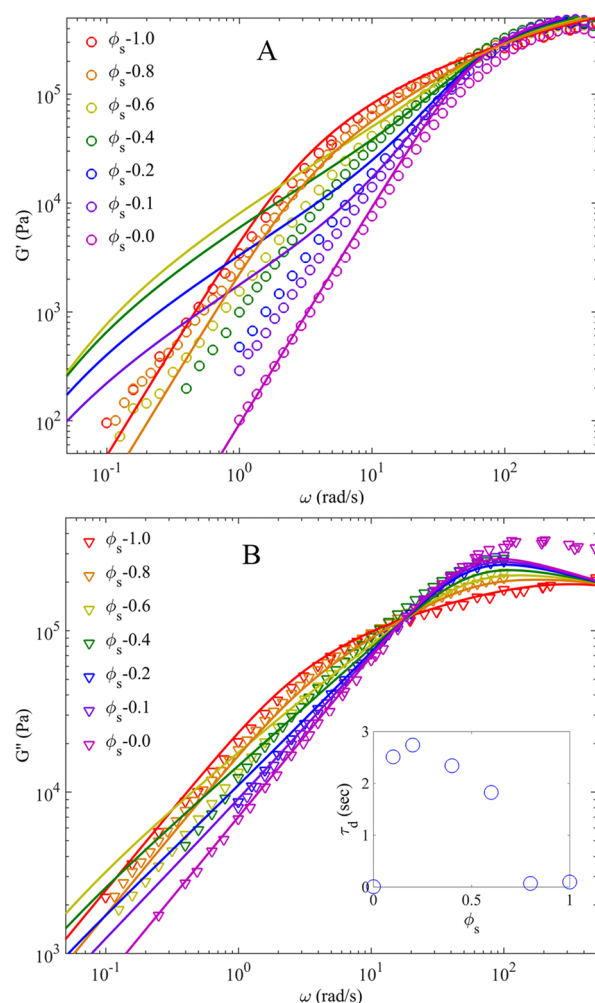 A
ϕs-1.0
ϕs-0.8
ϕs-0.6
ϕs-0.4
ϕs-0.2
ϕs-0.1
ϕs-0.0
G' (Pa)
10^5
10^4
10^3
10^2
10^-1 10^0 10^1 10^2
ω (rad/s)
B
ϕs-1.0
ϕs-0.8
ϕs-0.6
ϕs-0.4
ϕs-0.2
ϕs-0.1
ϕs-0.0
G'' (Pa)
10^5
10^4
10^3
τd (sec)
3
2
1
0
0 0.5 1
ϕs
10^-1 10^0 10^1 10^2
ω (rad/s)